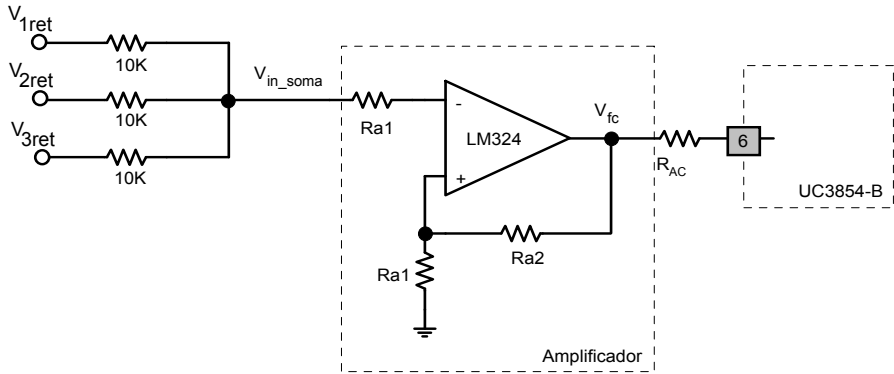 V1ret
10K
V2ret
10K
V3ret
10K
Vin_soma
Ra1
-
LM324
+
Vfc
RAC
6
UC3854-B
Ra2
Ra1
Amplificador